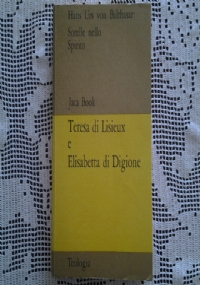 Hans Urs von Balthasar
Sorelle nello
Spirito
Jaca Book
Teresa di Lisieux
e
Elisabetta di Digione
Teologia